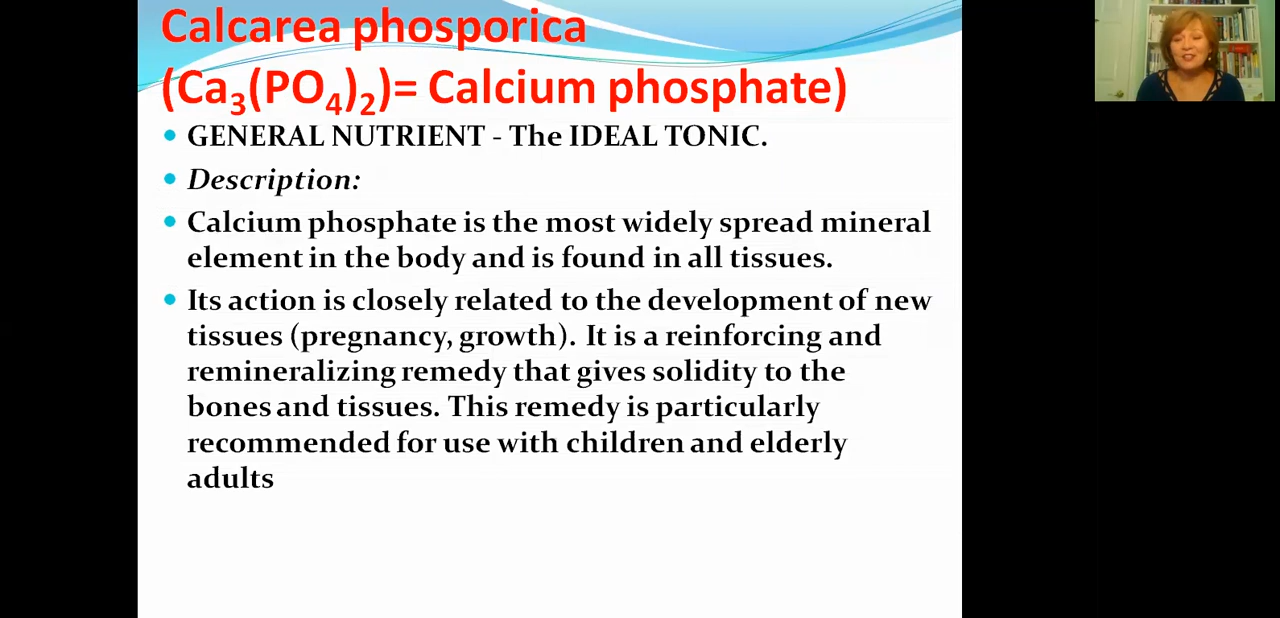 Calcarea phosporica
(Ca₃(PO₄)₂)= Calcium phosphate)
GENERAL NUTRIENT - The IDEAL TONIC.
Description:
Calcium phosphate is the most widely spread mineral
element in the body and is found in all tissues.
Its action is closely related to the development of new
tissues (pregnancy, growth). It is a reinforcing and
remineralizing remedy that gives solidity to the
bones and tissues. This remedy is particularly
recommended for use with children and elderly
adults